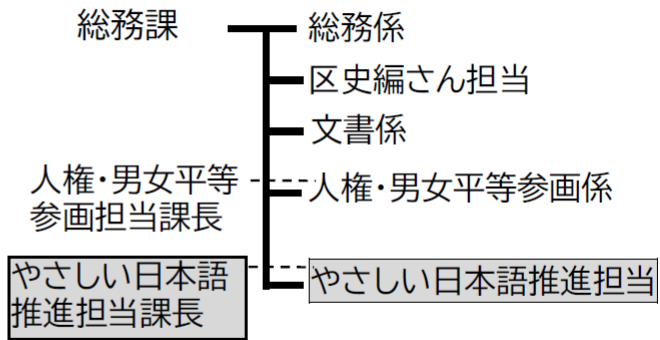 総務課
総務係
区史編さん担当
文書係
人権・男女平等
参画担当課長
人権・男女平等参画係
やさしい日本語
推進担当課長
やさしい日本語推進担当